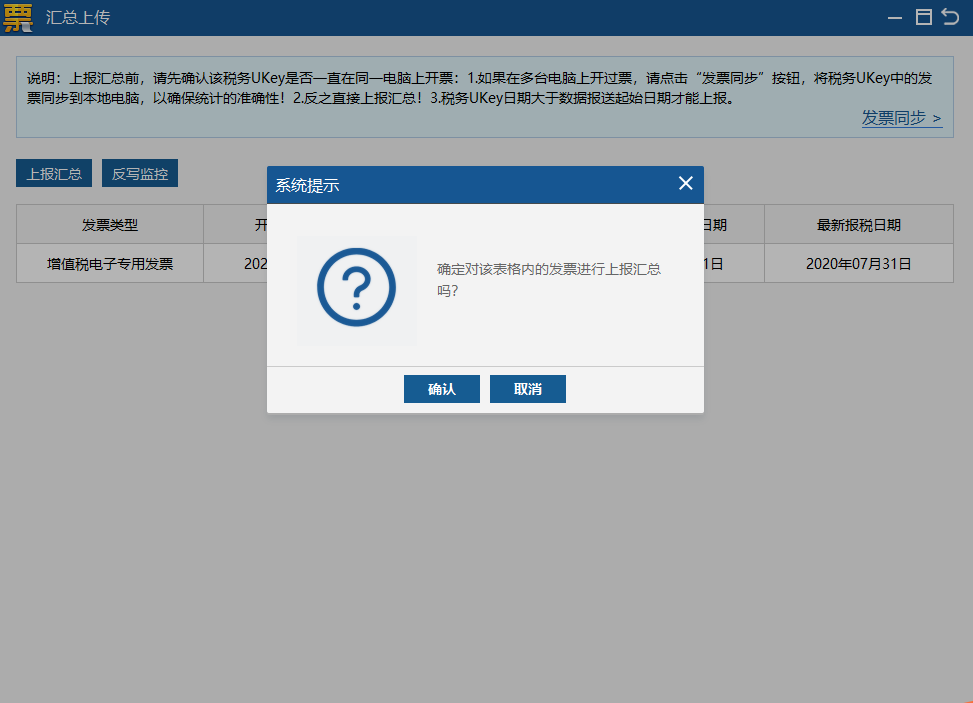 票 汇总上传
说明：上报汇总前，请先确认该税务UKey是否一直在同一电脑上开票：1.如果在多台电脑上开过票，请点击“发票同步”按钮，将税务UKey中的发
票同步到本地电脑，以确保统计的准确性！2.反之直接上报汇总！3.税务UKey日期大于数据报送起始日期才能上报。
发票同步 >
上报汇总 反写监控
系统提示
发票类型 开 日期 最新报税日期
增值税电子专用发票 202 1日 2020年07月31日
确定对该表格内的发票进行上报汇总
吗?
确认 取消